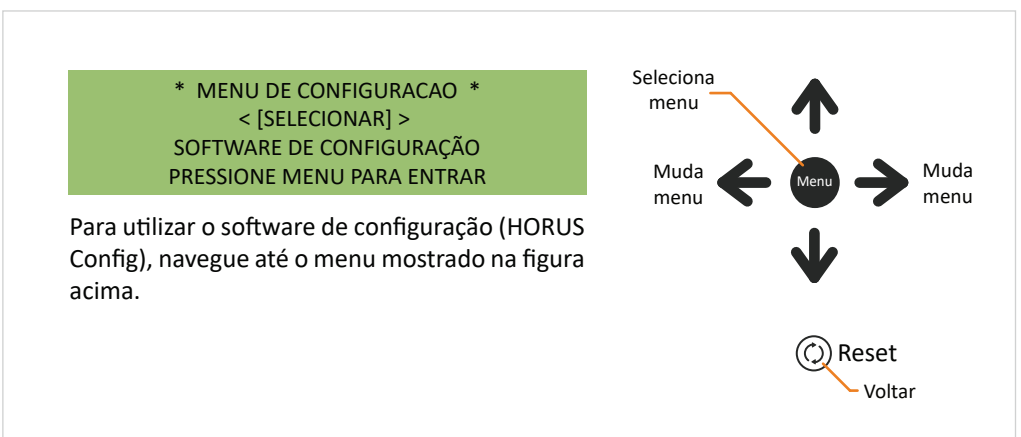 * MENU DE CONFIGURACAO *
< [SELECIONAR] >
SOFTWARE DE CONFIGURAÇÃO
PRESSIONE MENU PARA ENTRAR
Para utilizar o software de configuração (HORUS
Config), navegue até o menu mostrado na figura
acima.
Seleciona
menu
Muda
menu
Menu
Muda
menu
Reset
Voltar